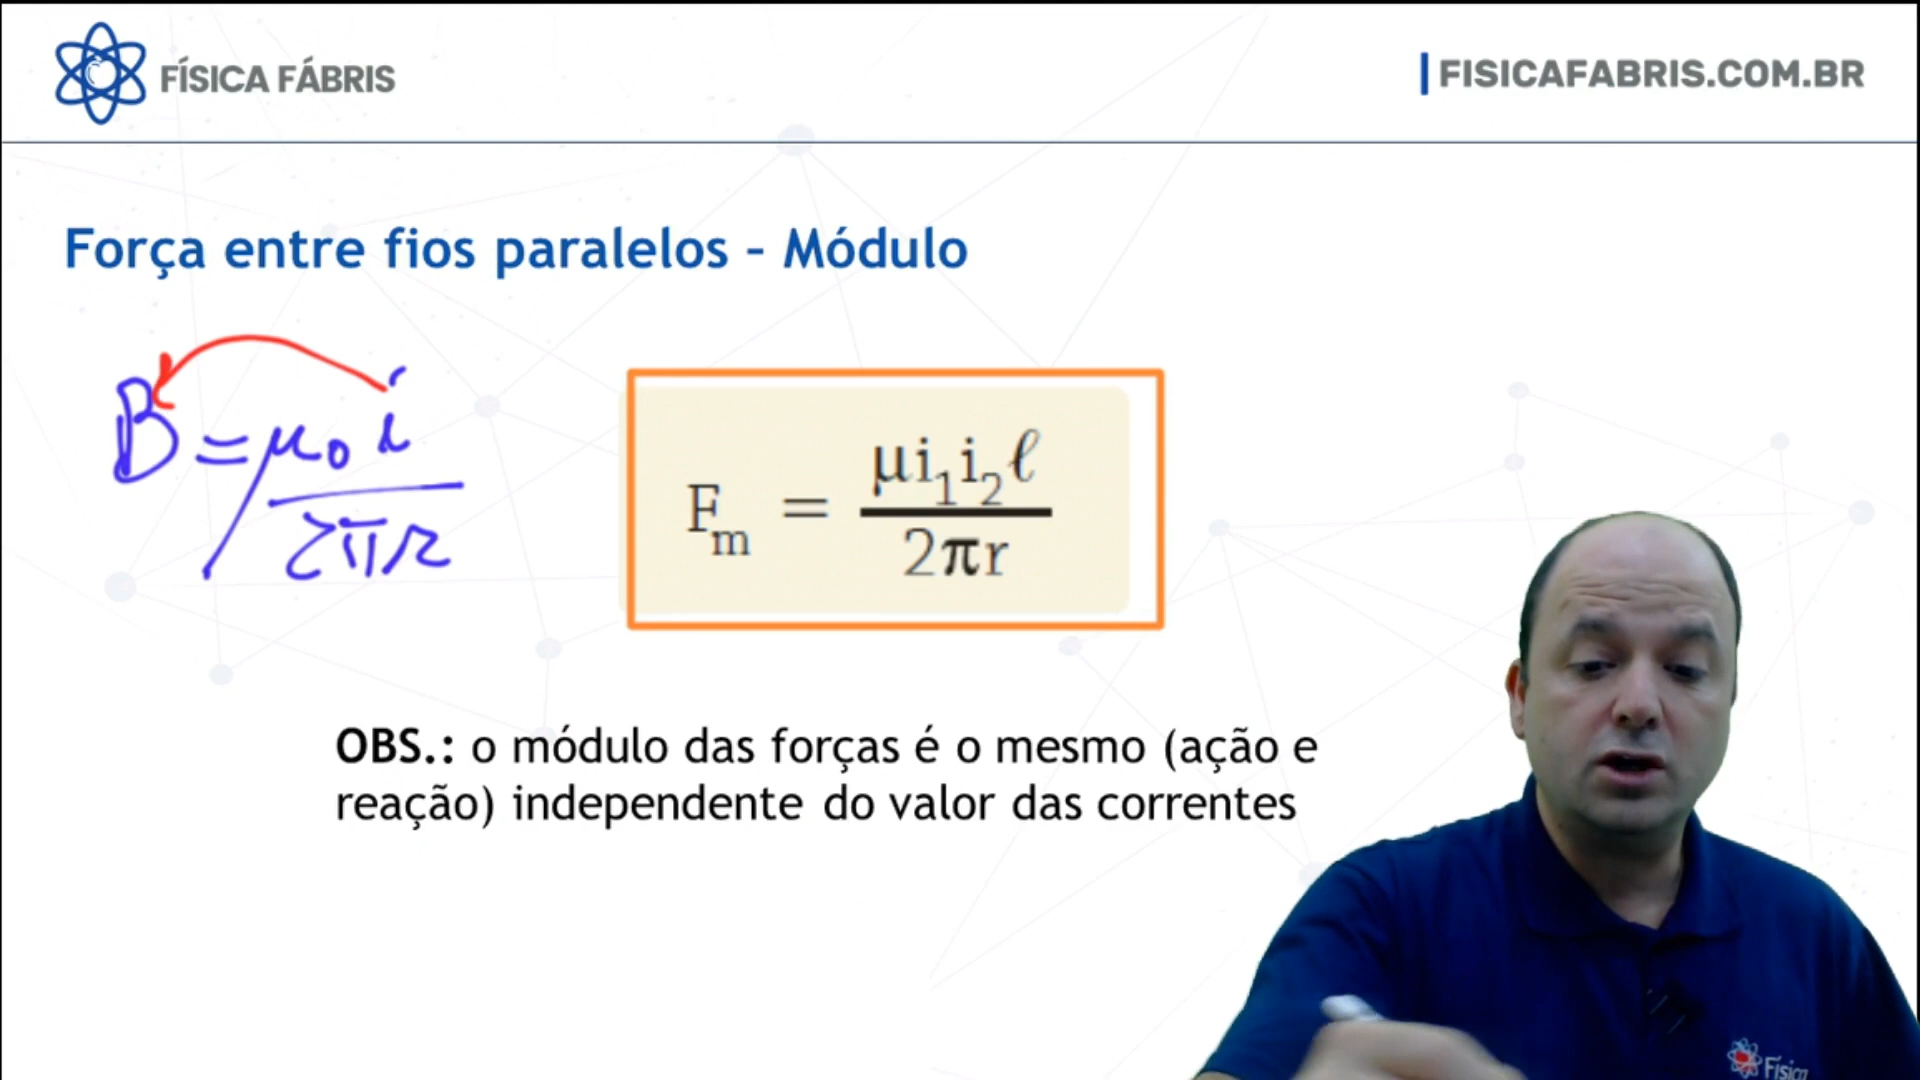 FÍSICA FÁBRIS
FISICAFABRIS.COM.BR
Força entre fios paralelos – Módulo
B = μ₀ i / 2πr
Fₘ = μi₁i₂ℓ / 2πr
OBS.: o módulo das forças é o mesmo (ação e
reação) independente do valor das correntes
Física